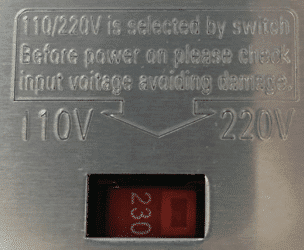 110/220V is selected by switch
Before power on please check
input voltage avoiding damage.
110V 220V
230